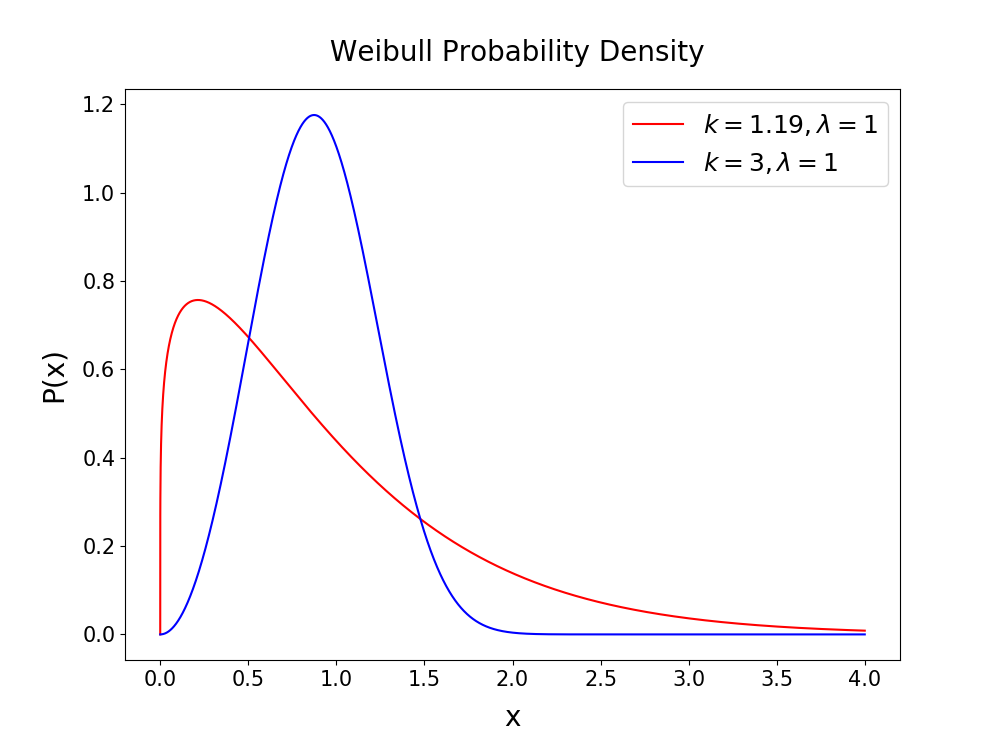 Weibull Probability Density
k = 1.19, λ = 1
k = 3, λ = 1
P(x)
1.2
1.0
0.8
0.6
0.4
0.2
0.0
0.0 0.5 1.0 1.5 2.0 2.5 3.0 3.5 4.0
x